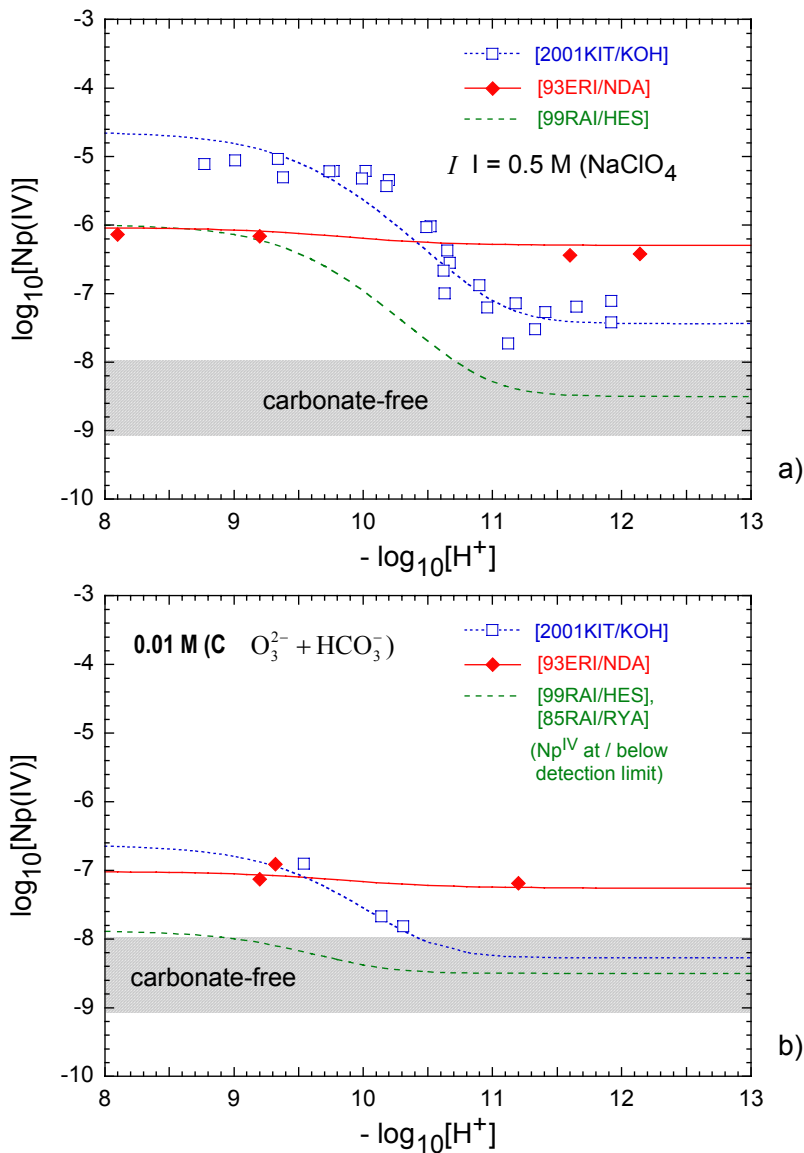 -3
-4
-5
-6
-7
-8
-9
-10
log10[Np(IV)]
[2001KIT/KOH]
[93ERI/NDA]
[99RAI/HES]
I I = 0.5 M (NaClO4
carbonate-free
8 9 10 11 12 13
- log10[H+]
a)
-3
-4
-5
-6
-7
-8
-9
-10
log10[Np(IV)]
0.01 M (C O3^2− + HCO3^−)
[2001KIT/KOH]
[93ERI/NDA]
[99RAI/HES],
[85RAI/RYA]
(Np^IV at / below
detection limit)
carbonate-free
8 9 10 11 12 13
- log10[H+]
b)